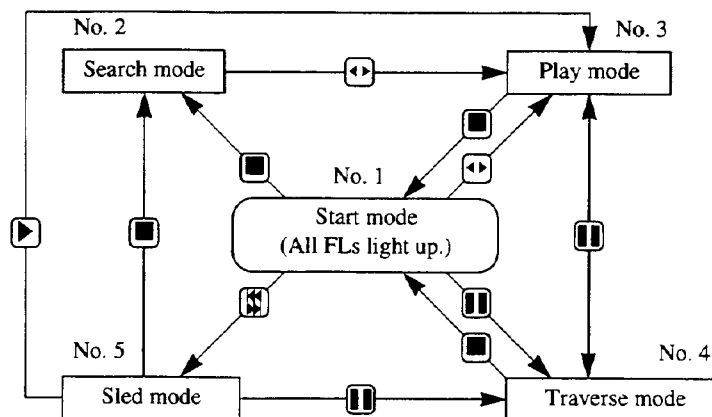 No. 2
No. 3
Search mode
Play mode
No. 1
Start mode
(All FLs light up.)
No. 5
No. 4
Sled mode
Traverse mode